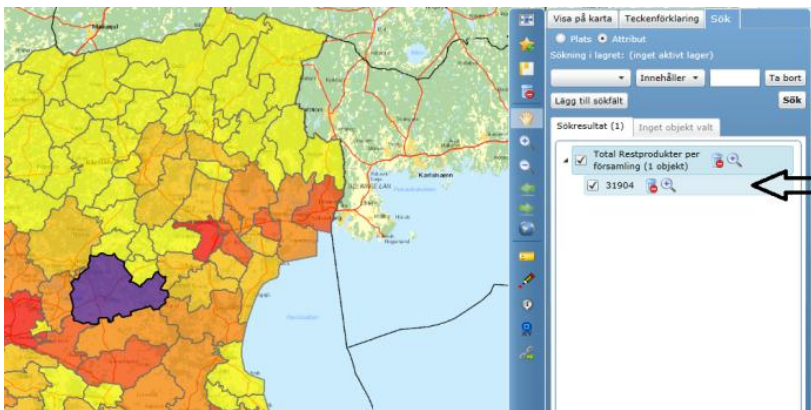 Visa på karta Teckenförklaring Sök
Plats Attribut
Sökning i lagret: (inget aktivt lager)
Innehåller Ta bort
Lägg till sökfält Sök
Sökresultat (1) Inget objekt valt
Total Restprodukter per
församling (1 objekt)
31904
Karlshamn